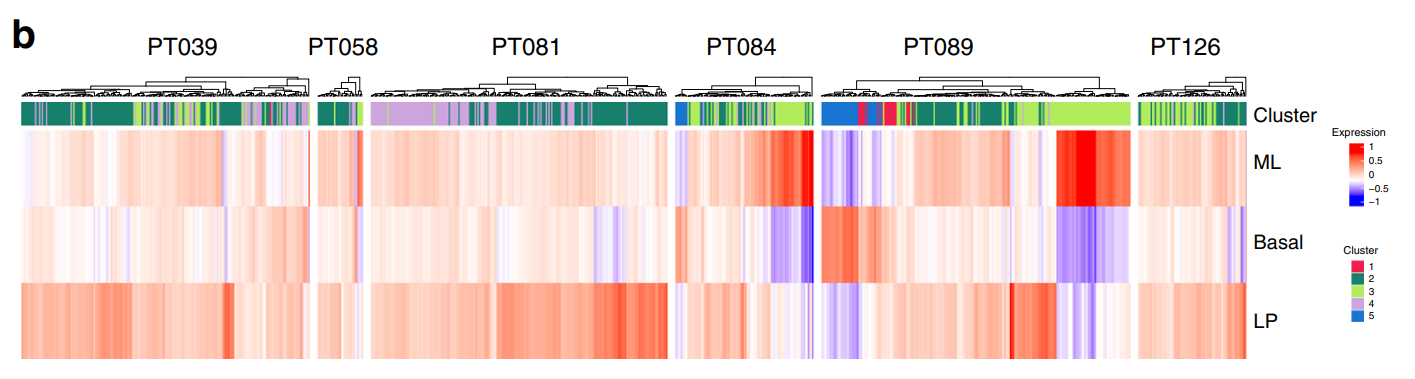 b
PT039 PT058 PT081 PT084 PT089 PT126
Cluster
ML
Basal
LP
Expression
1
0.5
0
−0.5
−1
Cluster
1
2
3
4
5